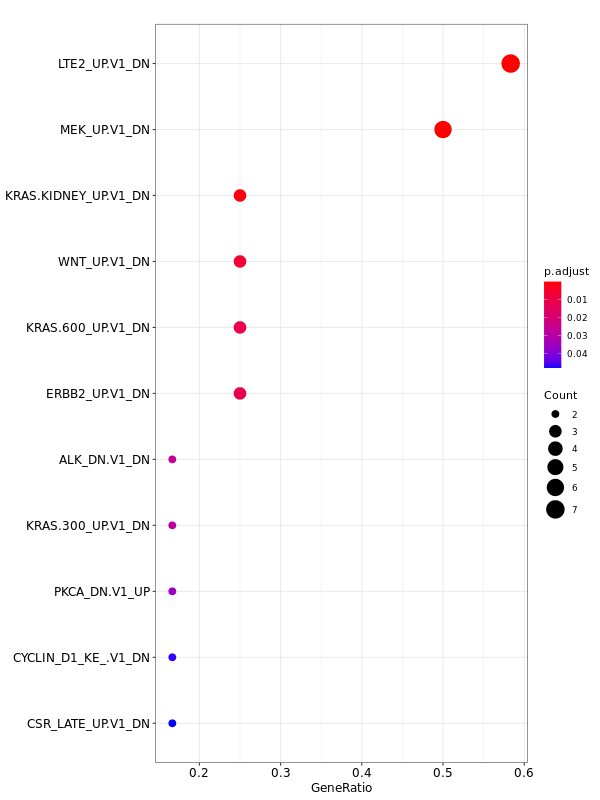 LTE2_UP.V1_DN
MEK_UP.V1_DN
KRAS.KIDNEY_UP.V1_DN
WNT_UP.V1_DN
KRAS.600_UP.V1_DN
ERBB2_UP.V1_DN
ALK_DN.V1_DN
KRAS.300_UP.V1_DN
PKCA_DN.V1_UP
CYCLIN_D1_KE_.V1_DN
CSR_LATE_UP.V1_DN
0.2 0.3 0.4 0.5 0.6
GeneRatio
p.adjust
0.01
0.02
0.03
0.04
Count
2
3
4
5
6
7